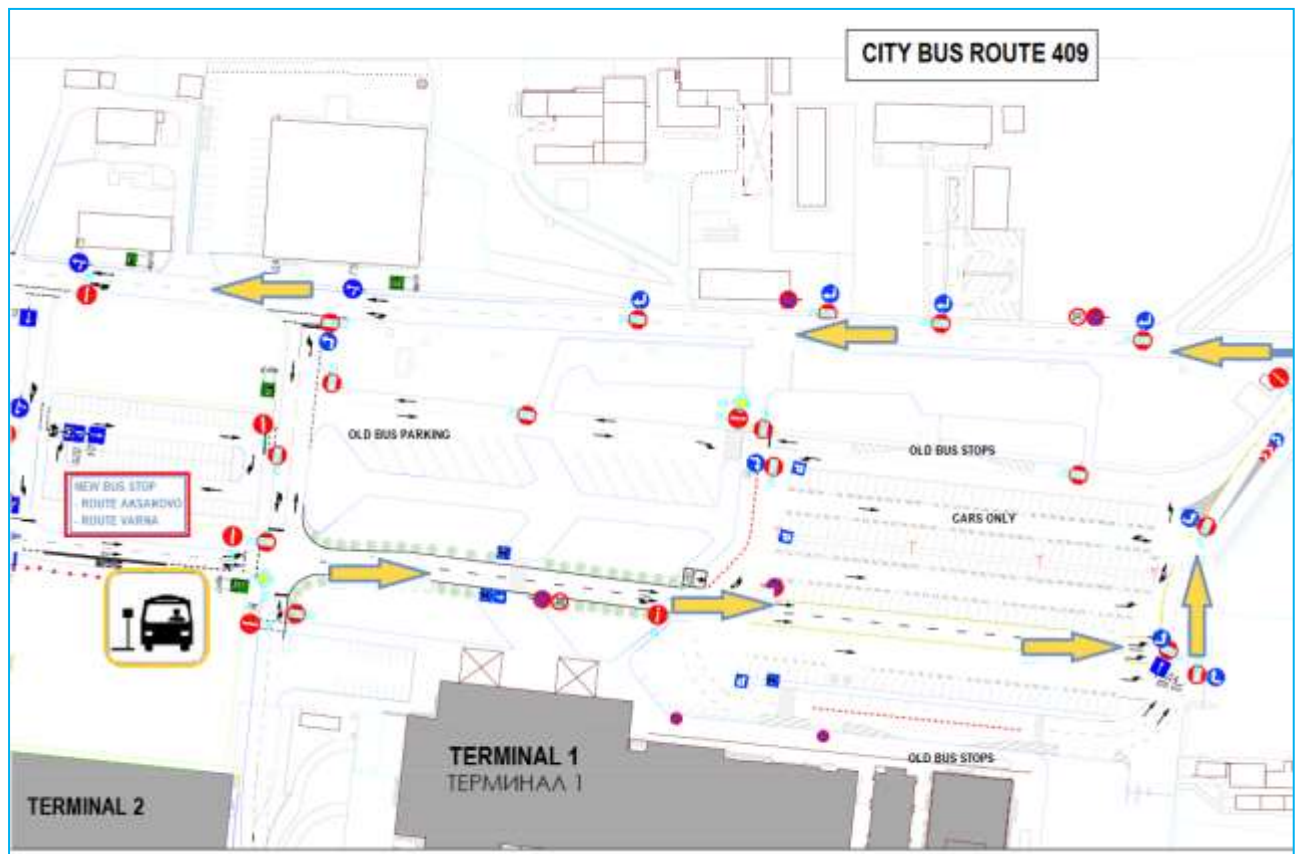 CITY BUS ROUTE 409
OLD BUS PARKING
OLD BUS STOPS
NEW BUS STOP
- ROUTE AKSAKOVO
- ROUTE VARNA
CARS ONLY
TERMINAL 1
ТЕРМИНАЛ 1
OLD BUS STOPS
TERMINAL 2